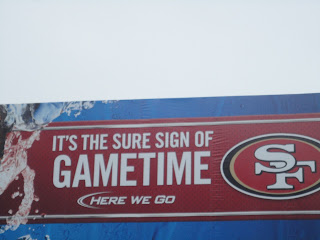 IT'S THE SURE SIGN OF
GAMETIME
HERE WE GO
SF